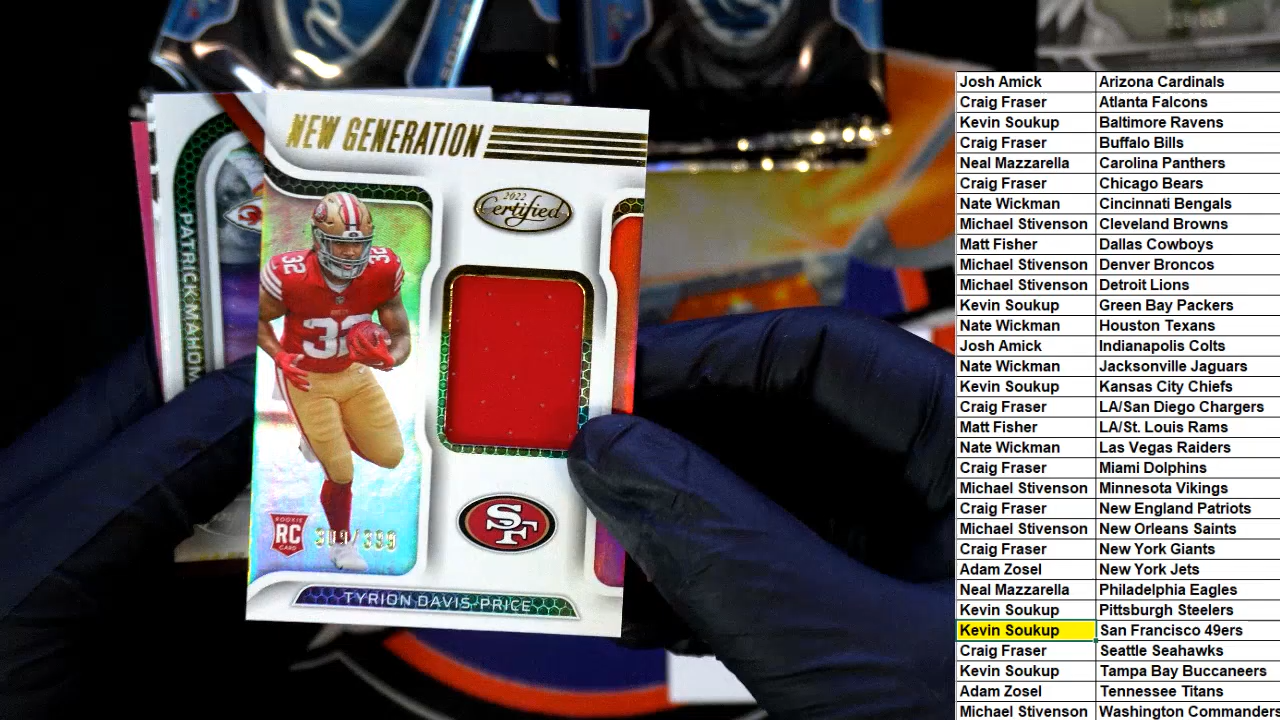 NEW GENERATION
2022
Certified
PATRICK MAHOM
32
32
32
SF
ROOKIE
RC
CARD
TYRION DAVIS-PRICE
Josh Amick Arizona Cardinals
Craig Fraser Atlanta Falcons
Kevin Soukup Baltimore Ravens
Craig Fraser Buffalo Bills
Neal Mazzarella Carolina Panthers
Craig Fraser Chicago Bears
Nate Wickman Cincinnati Bengals
Michael Stivenson Cleveland Browns
Matt Fisher Dallas Cowboys
Michael Stivenson Denver Broncos
Michael Stivenson Detroit Lions
Kevin Soukup Green Bay Packers
Nate Wickman Houston Texans
Josh Amick Indianapolis Colts
Nate Wickman Jacksonville Jaguars
Kevin Soukup Kansas City Chiefs
Craig Fraser LA/San Diego Chargers
Matt Fisher LA/St. Louis Rams
Nate Wickman Las Vegas Raiders
Craig Fraser Miami Dolphins
Michael Stivenson Minnesota Vikings
Craig Fraser New England Patriots
Michael Stivenson New Orleans Saints
Craig Fraser New York Giants
Adam Zosel New York Jets
Neal Mazzarella Philadelphia Eagles
Kevin Soukup Pittsburgh Steelers
Kevin Soukup San Francisco 49ers
Craig Fraser Seattle Seahawks
Kevin Soukup Tampa Bay Buccaneers
Adam Zosel Tennessee Titans
Michael Stivenson Washington Commanders